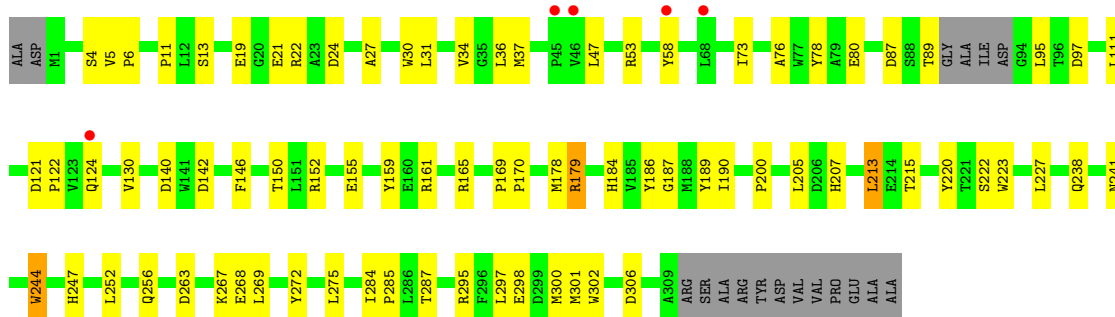 ALA ASP M1 S4 V5 P6 P11 L12 S13 E19 G20 E21 R22 A23 D24 A27 W30 L31 V34 G35 L36 M37 P45 V46 L47 R53 Y58 L68 I73 A76 W77 Y78 A79 E80 D87 S88 T89 GLY ALA ILE ASP G94 L95 T96 D97
D121 P122 V123 Q124 V130 D140 W141 D142 F146 T150 L151 R152 E155 Y159 E160 R161 R165 P169 P170 M178 R179 H184 V185 Y186 G187 M188 Y189 I190 P200 L205 D206 H207 L213 E214 T215 Y220 T221 S222 W223 L227 Q238
W244 H247 L252 Q256 D263 K267 E268 L269 Y272 L275 I284 P285 L286 T287 R295 F296 L297 E298 D299 M300 M301 W302 D306 A309 ARG SER ALA ARG TYR ASP VAL VAL PRO GLU ALA ALA